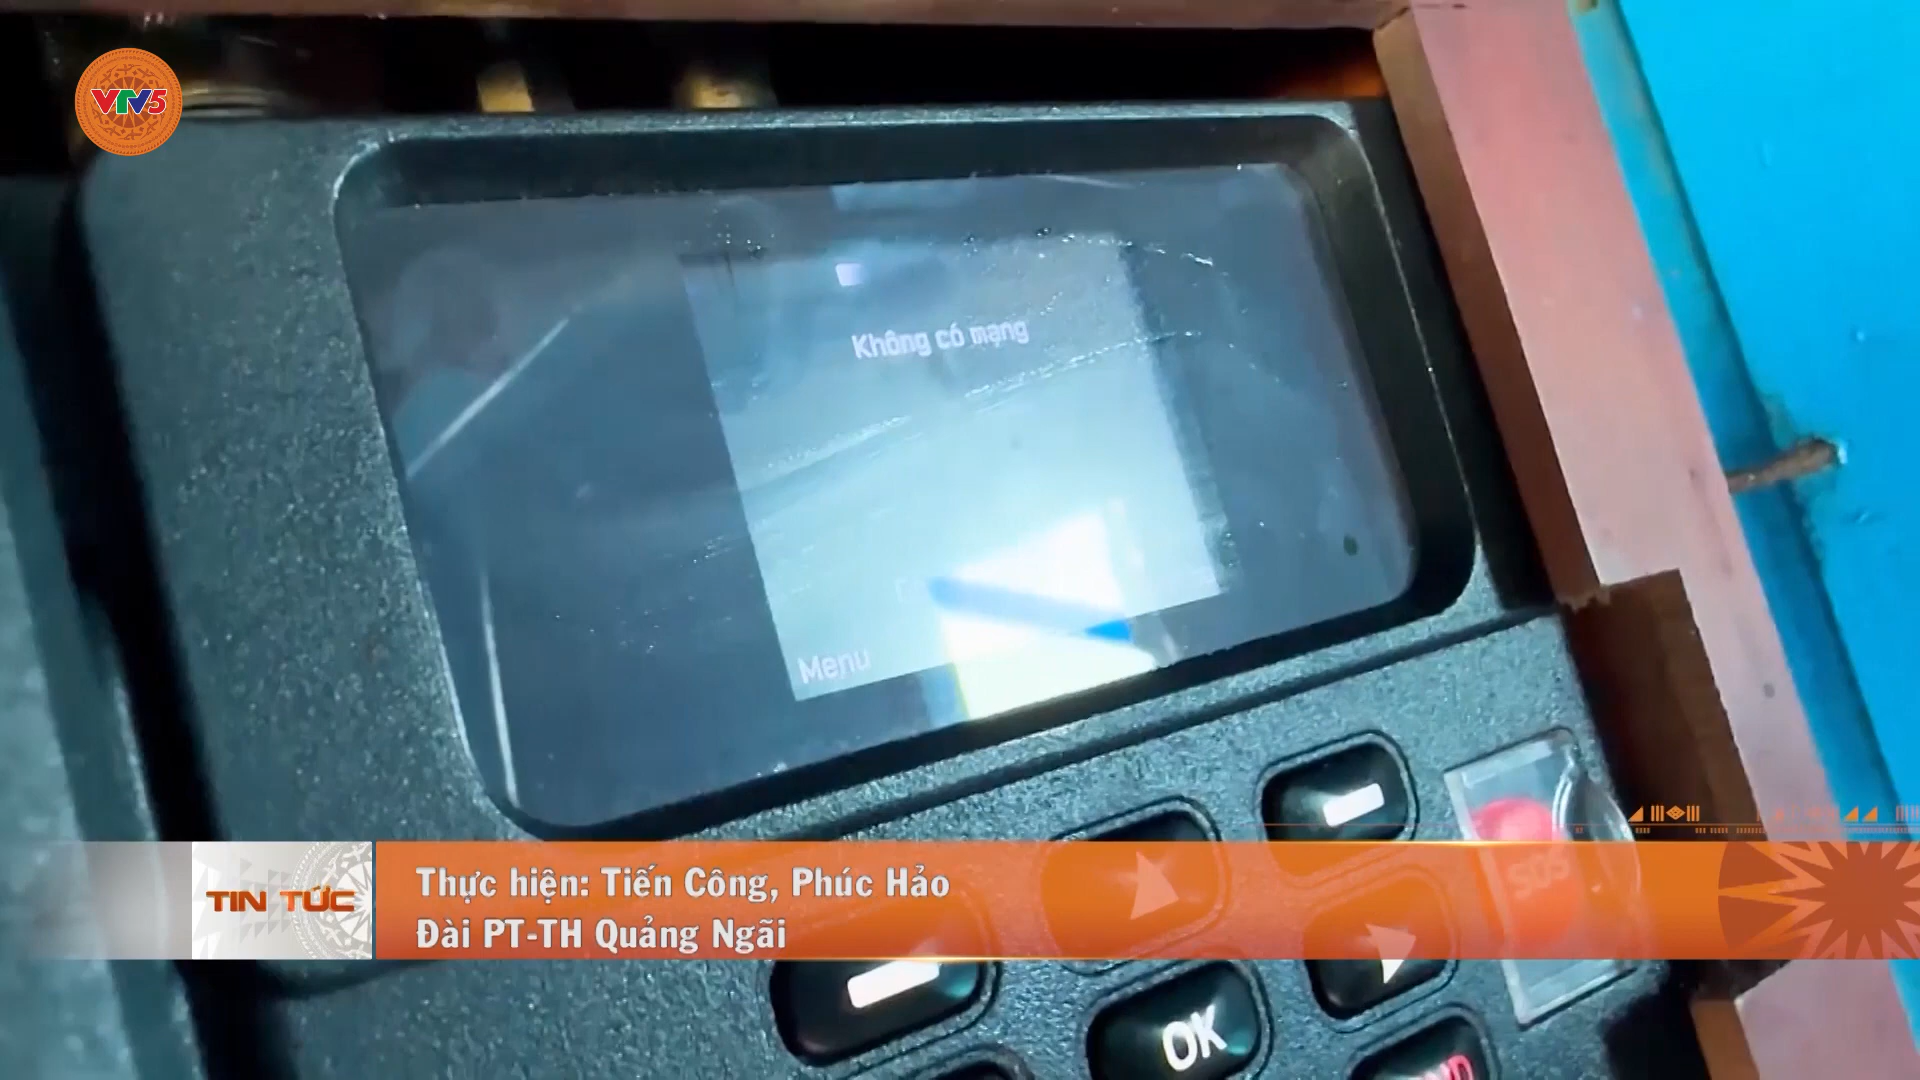 VTV5
Không có mạng
Menu
SOS
TIN TỨC
Thực hiện: Tiến Công, Phúc Hảo
Đài PT-TH Quảng Ngãi
OK